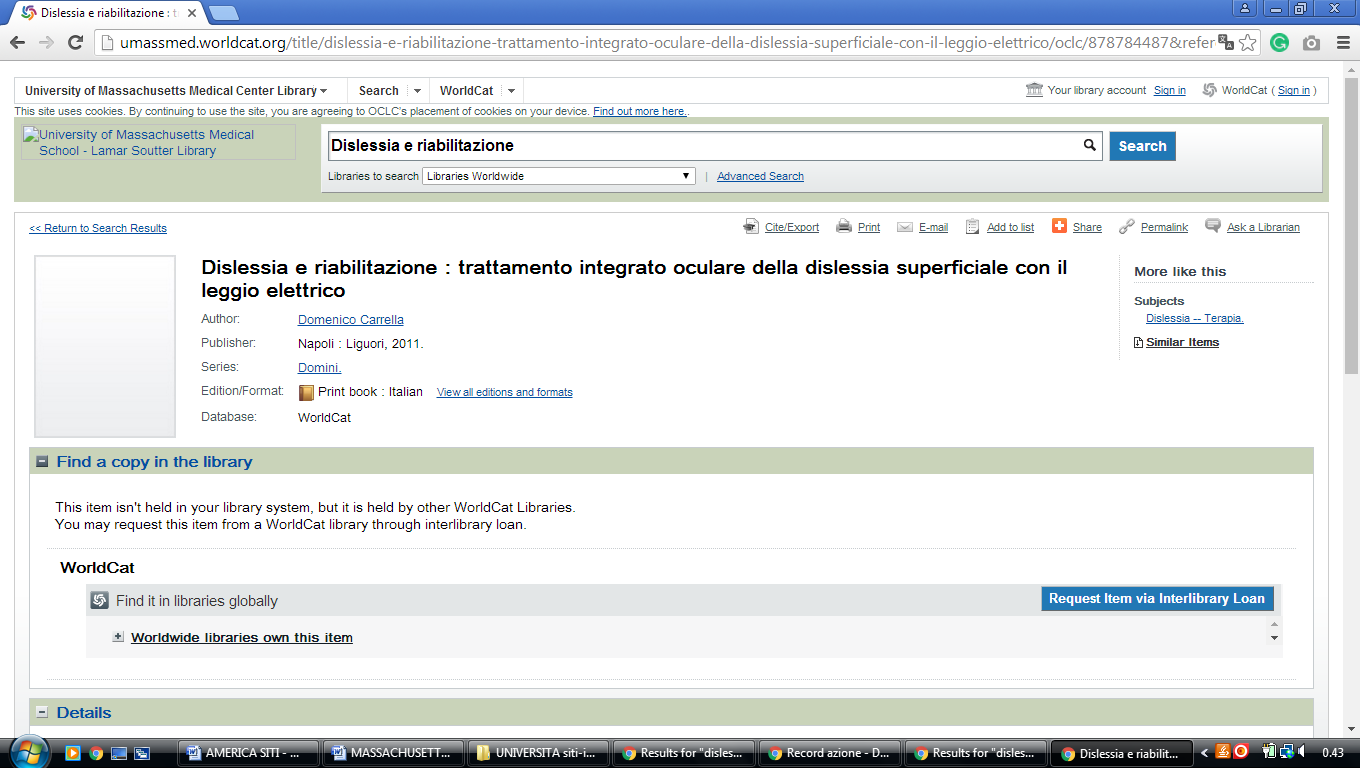 Dislessia e riabilitazione : t
umassmed.worldcat.org/title/dislessia-e-riabilitazione-trattamento-integrato-oculare-della-dislessia-superficiale-con-il-leggio-elettrico/oclc/878784487&refer
University of Massachusetts Medical Center Library Search WorldCat Your library account Sign in WorldCat ( Sign in )
This site uses cookies. By continuing to use the site, you are agreeing to OCLC's placement of cookies on your device. Find out more here..
University of Massachusetts Medical
School - Lamar Soutter Library
Dislessia e riabilitazione Search
Libraries to search Libraries Worldwide | Advanced Search
<< Return to Search Results Cite/Export Print E-mail Add to list Share Permalink Ask a Librarian
Dislessia e riabilitazione : trattamento integrato oculare della dislessia superficiale con il
leggio elettrico
Author: Domenico Carrella
Publisher: Napoli : Liguori, 2011.
Series: Domini.
Edition/Format: Print book : Italian View all editions and formats
Database: WorldCat
More like this
Subjects
Dislessia -- Terapia.
Similar Items
Find a copy in the library
This item isn't held in your library system, but it is held by other WorldCat Libraries.
You may request this item from a WorldCat library through interlibrary loan.
WorldCat
Find it in libraries globally Request Item via Interlibrary Loan
Worldwide libraries own this item
Details
AMERICA SITI - ... MASSACHUSETT... UNIVERSITA siti-i... Results for "disles... Record azione - D... Results for "disles... Dislessia e riabilit... 0.43